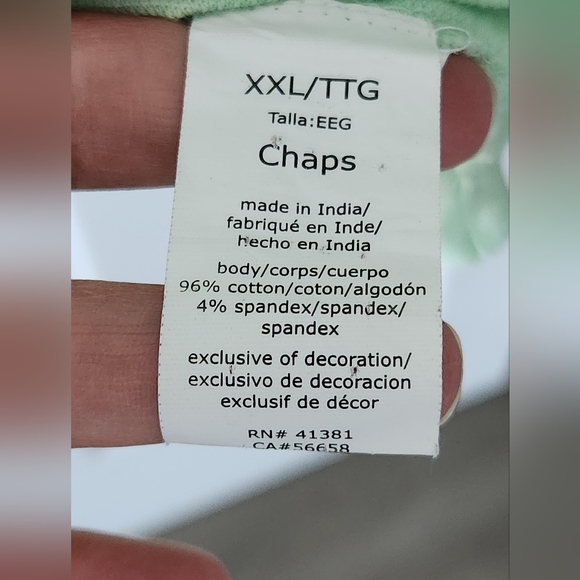 XXL/TTG
Talla:EEG
Chaps
made in India/
fabriqué en Inde/
hecho en India
body/corps/cuerpo
96% cotton/coton/algodón
4% spandex/spandex/
spandex
exclusive of decoration/
exclusivo de decoracion
exclusif de décor
RN# 41381
CA#56658